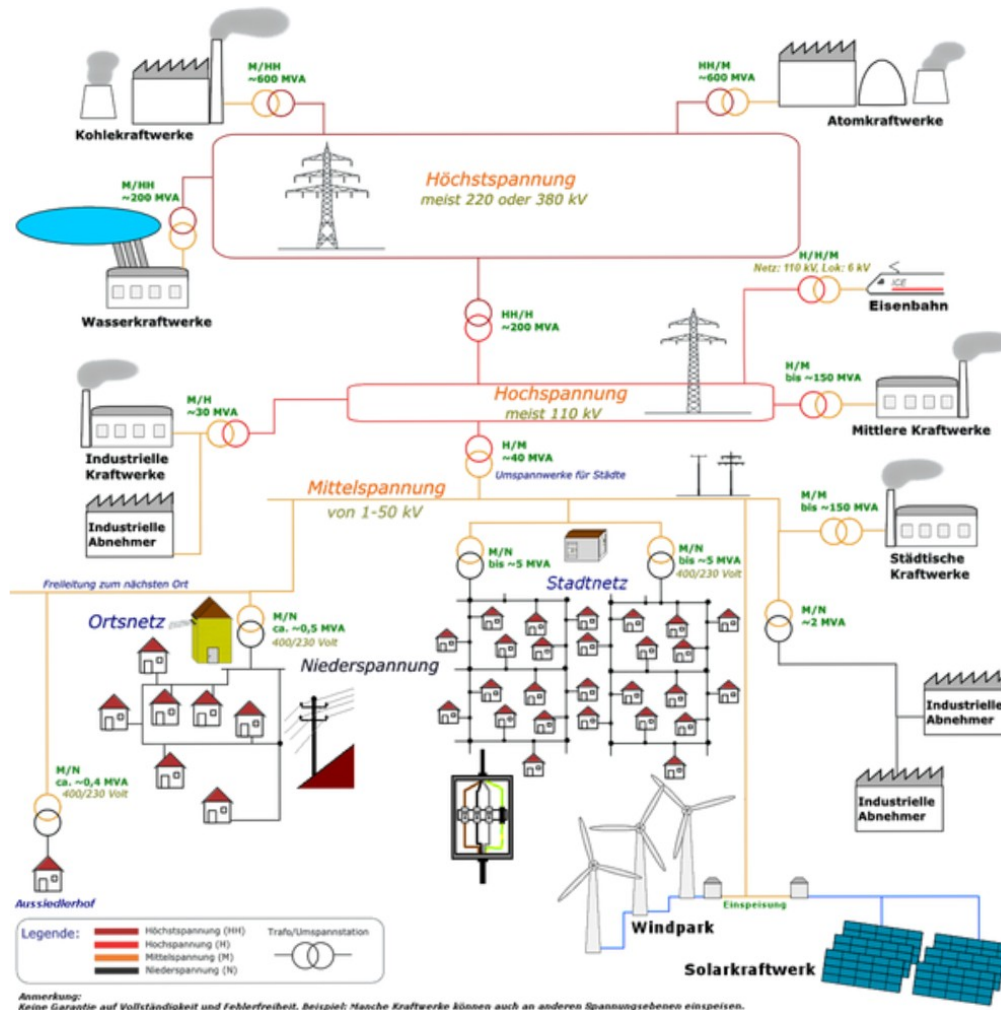 M/HH
~600 MVA
Kohlekraftwerke
HH/M
~600 MVA
Atomkraftwerke
Höchstspannung
meist 220 oder 380 kV
M/HH
~200 MVA
Wasserkraftwerke
H/H/M
Netz: 110 kV, Lok: 6 kV
ICE
Eisenbahn
HH/H
~200 MVA
Hochspannung
meist 110 kV
M/H
~30 MVA
Industrielle
Kraftwerke
H/M
bis ~150 MVA
Mittlere Kraftwerke
H/M
~40 MVA
Umspannwerke für Städte
Industrielle
Abnehmer
Mittelspannung
von 1-50 kV
M/M
bis ~150 MVA
Städtische
Kraftwerke
Freileitung zum nächsten Ort
M/N
bis ~5 MVA
Stadtnetz
M/N
bis ~5 MVA
400/230 Volt
Ortsnetz
M/N
ca. ~0,5 MVA
400/230 Volt
Niederspannung
M/N
~2 MVA
Industrielle
Abnehmer
Industrielle
Abnehmer
M/N
ca. ~0,4 MVA
400/230 Volt
Aussiedlerhof
Einspeisung
Windpark
Solarkraftwerk
Legende:
Höchstspannung (HH)
Hochspannung (H)
Mittelspannung (M)
Niederspannung (N)
Trafo/Umspannstation
Anmerkung:
Keine Garantie auf Vollständigkeit und Fehlerfreiheit. Beispiel: Manche Kraftwerke können auch an anderen Spannungsebenen einspeisen.